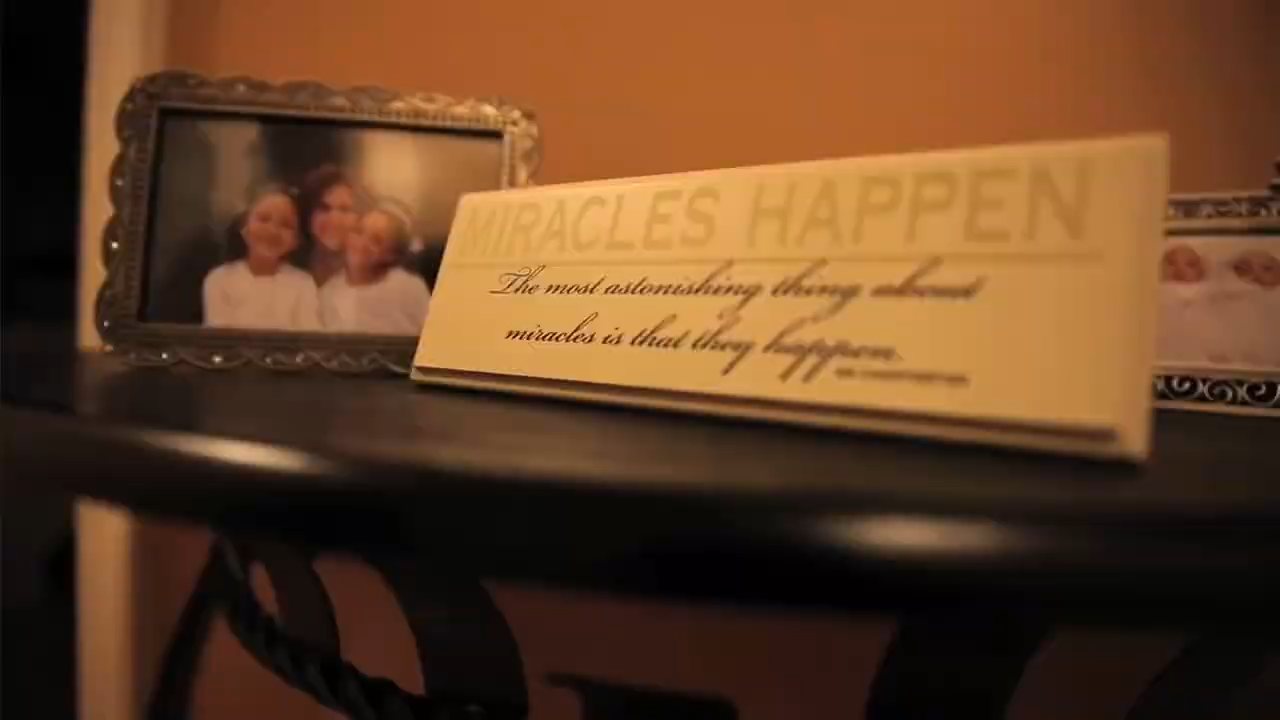 MIRACLES HAPPEN
The most astonishing thing about
miracles is that they happen.